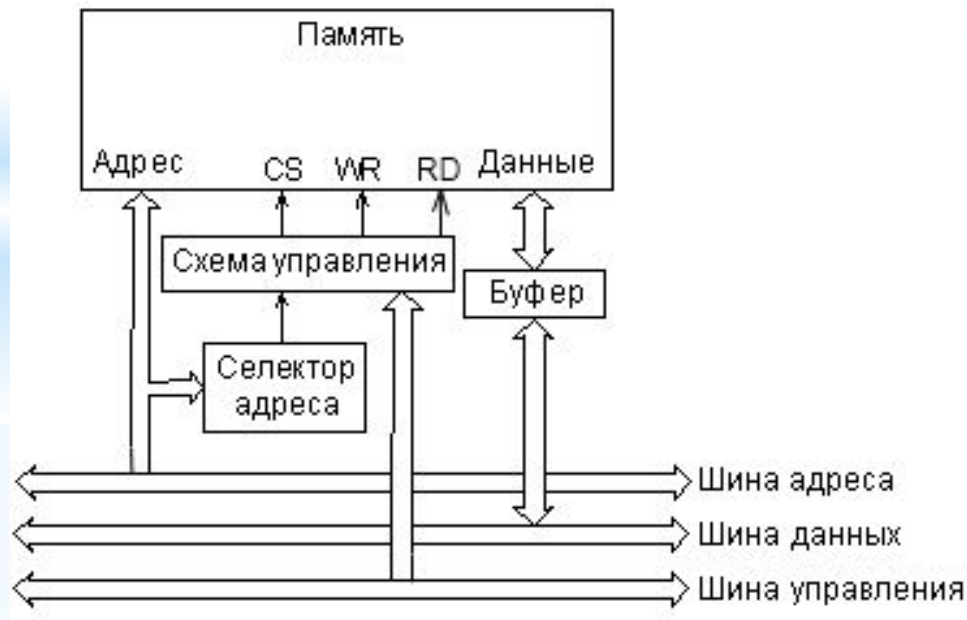 Память
Адрес CS WR RD Данные
Схема управления
Буфер
Селектор
адреса
Шина адреса
Шина данных
Шина управления